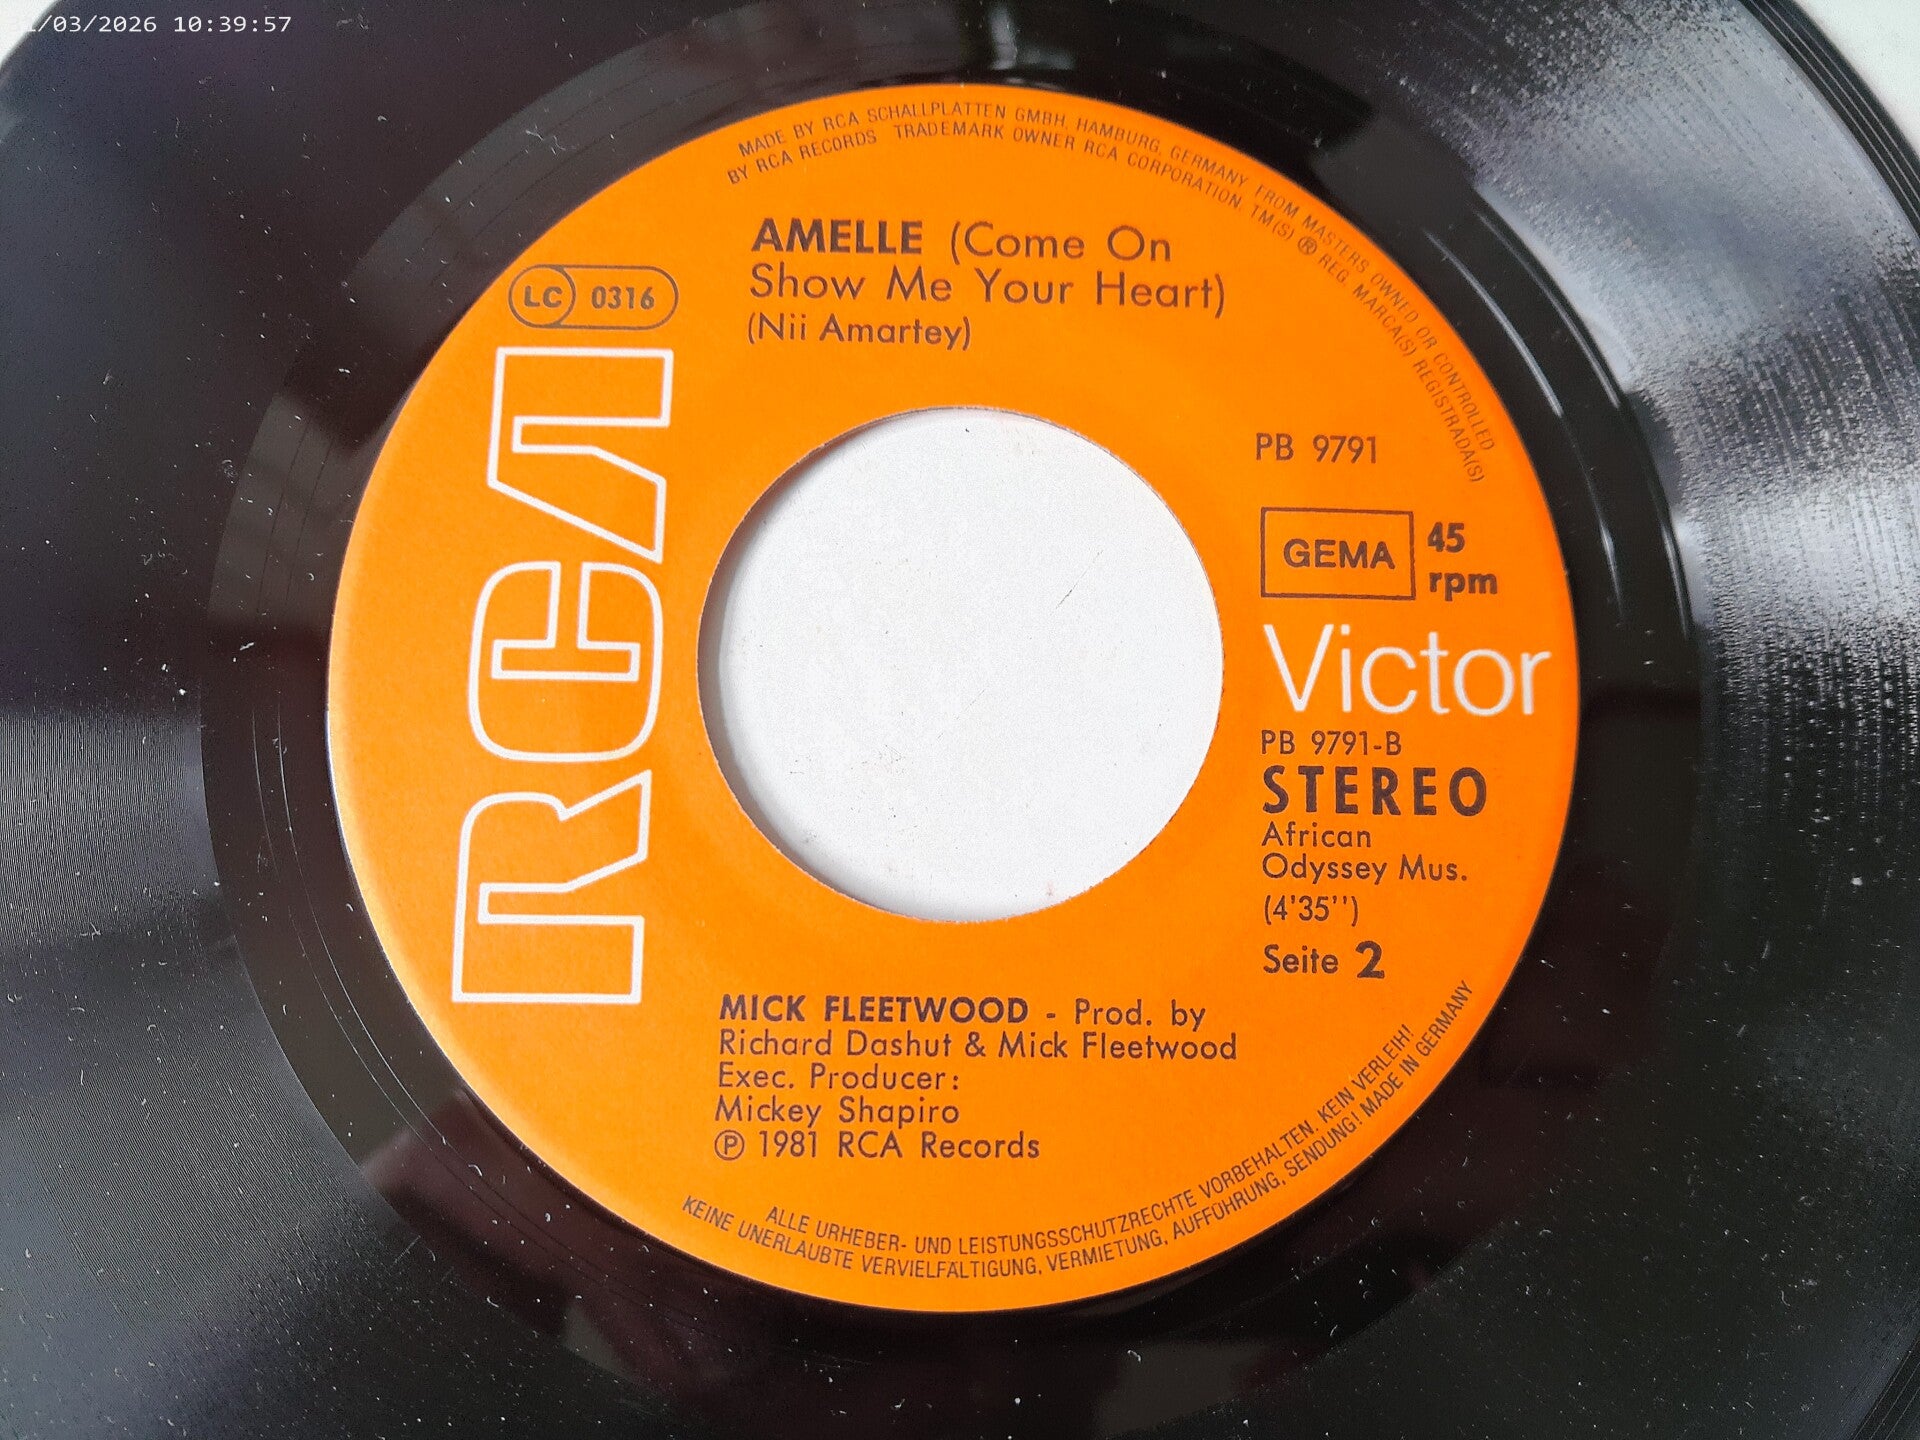 1/03/2026 10:39:57
MADE BY RCA SCHALLPLATTEN GMBH, HAMBURG, GERMANY FROM MASTERS OWNED OR CONTROLLED
BY RCA RECORDS TRADEMARK OWNER RCA CORPORATION. TM(S) ® REG. MARCA(S) REGISTRADA(S)
AMELLE (Come On
Show Me Your Heart)
(Nii Amartey)
LC 0316
RCA
PB 9791
GEMA
45
rpm
Victor
PB 9791-B
STEREO
African
Odyssey Mus.
(4'35'')
Seite 2
MICK FLEETWOOD - Prod. by
Richard Dashut & Mick Fleetwood
Exec. Producer:
Mickey Shapiro
Ⓟ 1981 RCA Records
ALLE URHEBER- UND LEISTUNGSSCHUTZRECHTE VORBEHALTEN. KEIN VERLEIH!
KEINE UNERLAUBTE VERVIELFÄLTIGUNG, VERMIETUNG, AUFFÜHRUNG, SENDUNG! MADE IN GERMANY